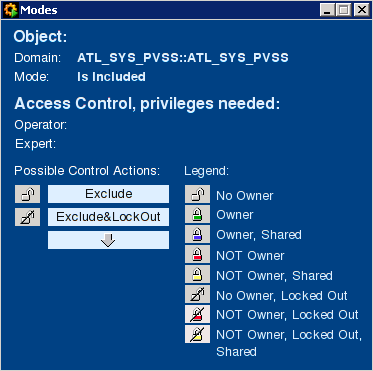 Modes
Object:
Domain: ATL_SYS_PVSS::ATL_SYS_PVSS
Mode: Is Included
Access Control, privileges needed:
Operator:
Expert:
Possible Control Actions:
Exclude
Exclude&LockOut
Legend:
No Owner
Owner
Owner, Shared
NOT Owner
NOT Owner, Shared
No Owner, Locked Out
NOT Owner, Locked Out
NOT Owner, Locked Out,
Shared